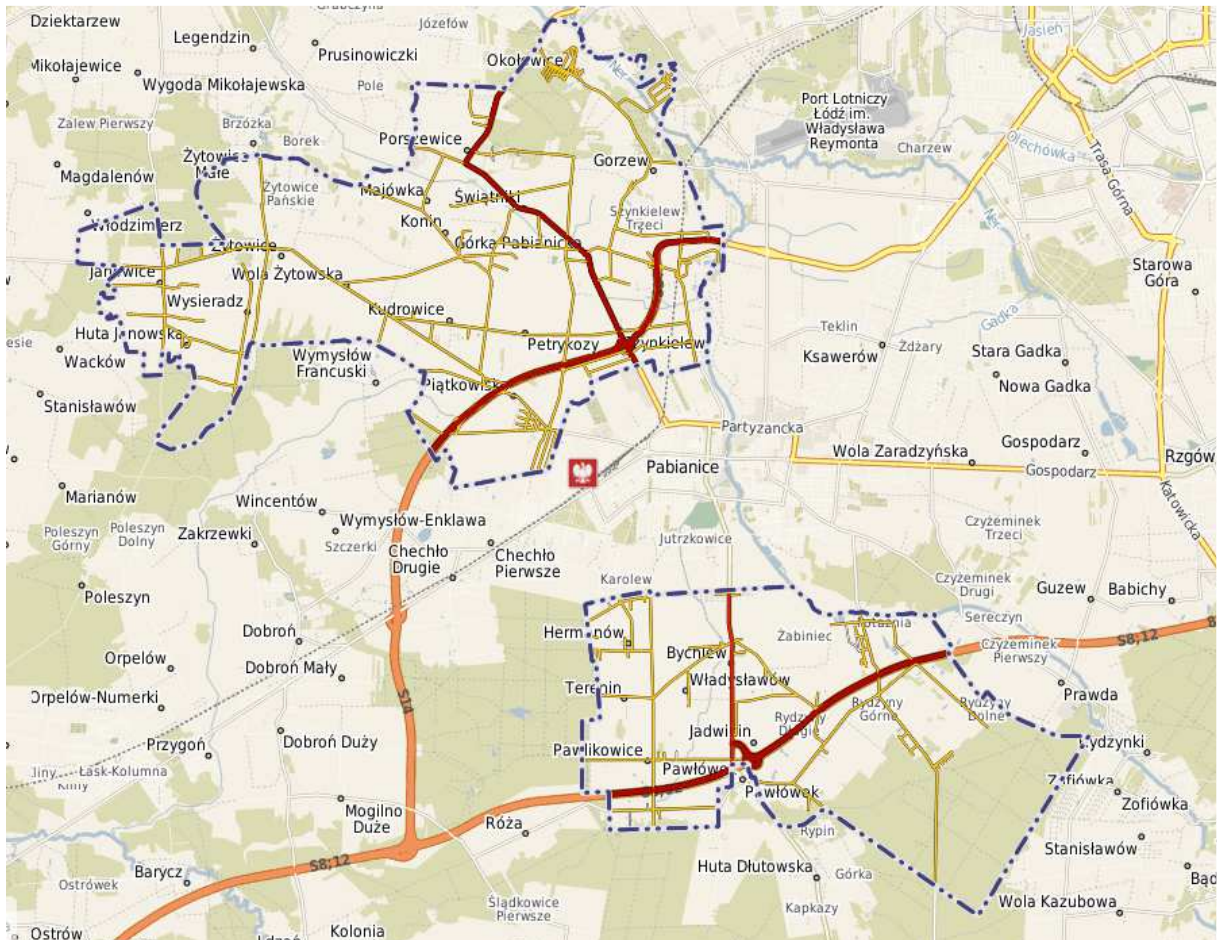 Dziektarzew
Legendzin
Józefów
Prusinowiczki
Okołowice
Mikołajewice
Wygoda Mikołajewska
Pole
Ner
Jasień
Port Lotniczy
Łódź im.
Władysława
Reymonta
Zalew Pierwszy
Brzózka
Borek
Porszewice
Charzew
Olechówka
Trasa Górna
Żytowice
Małe
Magdalenów
Żytowice
Pańskie
Majówka
Gorzew
Świątniki
Konin
Szynkielew
Trzeci
Włodzimierz
Ner
Żytowice
Górka Pabianicka
Janowice
Wola Żytowska
Starowa
Góra
Wysieradz
Kudrowice
Gadka
Huta Janowska
Teklin
Petrykozy
Szynkielew
Ksawerów
Żdżary
Stara Gadka
Wacków
Wymysłów
Francuski
Piątkowisko
Nowa Gadka
Stanisławów
Partyzancka
Wola Zaradzyńska
Gospodarz
Gospodarz
Rzgów
Pabianice
Marianów
Wincentów
Katowicka
Poleszyn
Górny
Poleszyn
Dolny
Zakrzewki
Wymysłów-Enklawa
Szczerki
Chechło
Drugie
Chechło
Pierwsze
Jutrzkowice
Czyżeminek
Trzeci
Karolew
Czyżeminek
Drugi
Guzew
Babichy
Poleszyn
Sereczyn
Dobroń
Hermanów
Żabiniec
S8;12
Czyżeminek
Pierwszy
Bychlew
Orpelów
Dobroń Mały
Terenin
Władysławów
Prawda
Orpelów-Numerki
S14
Rydzyny
Długie
Rydzyny
Górne
Rydzyny
Dolne
Przygoń
Dobroń Duży
Jadwinin
Pawlikowice
Rydzynki
Łask-Kolumna
Pawłówek
Zofiówka
Pawłówek
Zofiówka
Mogilno
Duże
Róża
Rypin
Stanisławów
S8;12
Barycz
Huta Dłutowska
Górka
Ostrówek
Ślądkowice
Pierwsze
Kapkazy
Wola Kazubowa
Ostrów
Kolonia